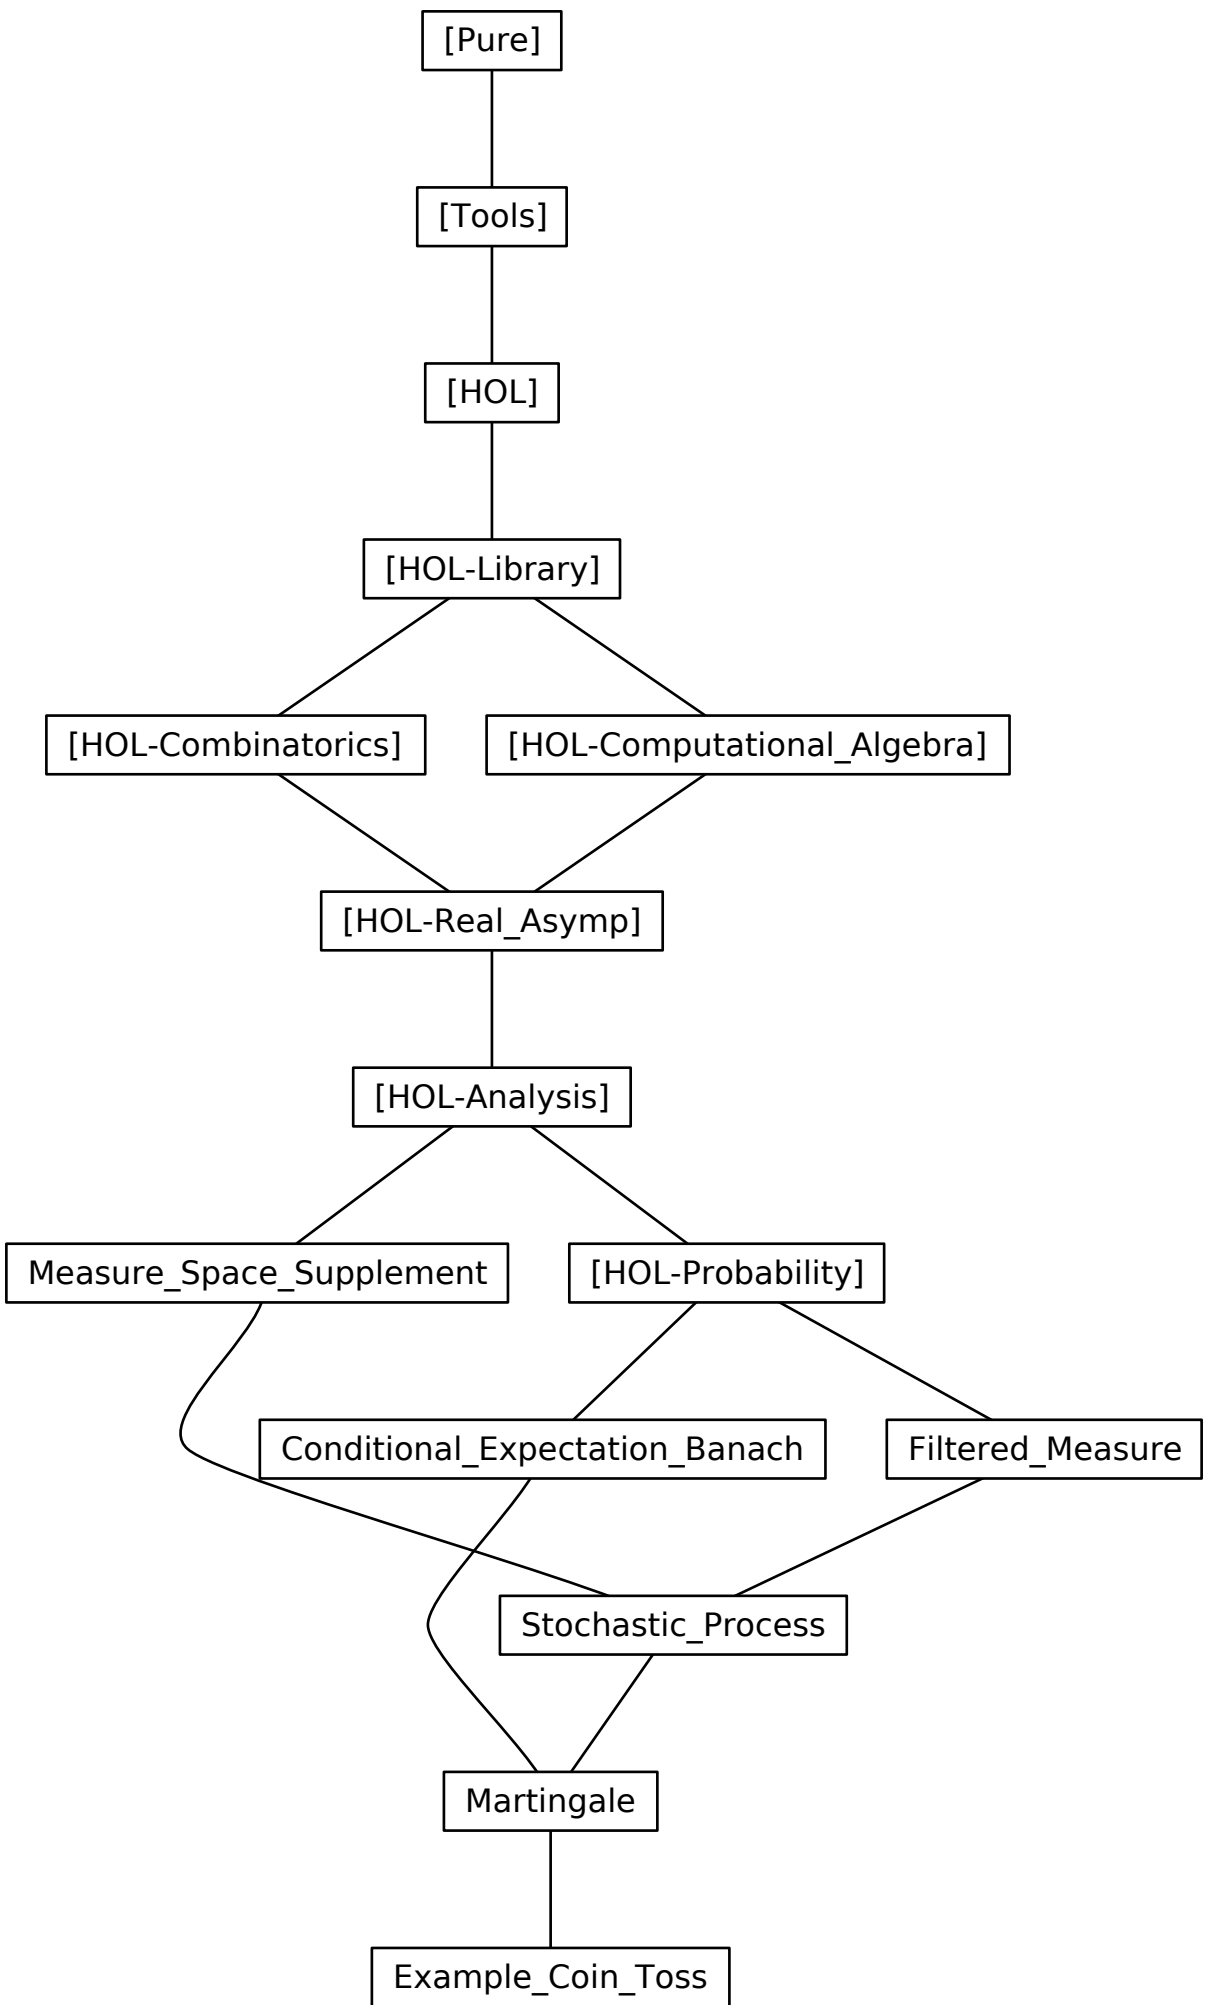 [Pure]
[Tools]
[HOL]
[HOL-Library]
[HOL-Combinatorics]
[HOL-Computational_Algebra]
[HOL-Real_Asymp]
[HOL-Analysis]
Measure_Space_Supplement
[HOL-Probability]
Conditional_Expectation_Banach
Filtered_Measure
Stochastic_Process
Martingale
Example_Coin_Toss